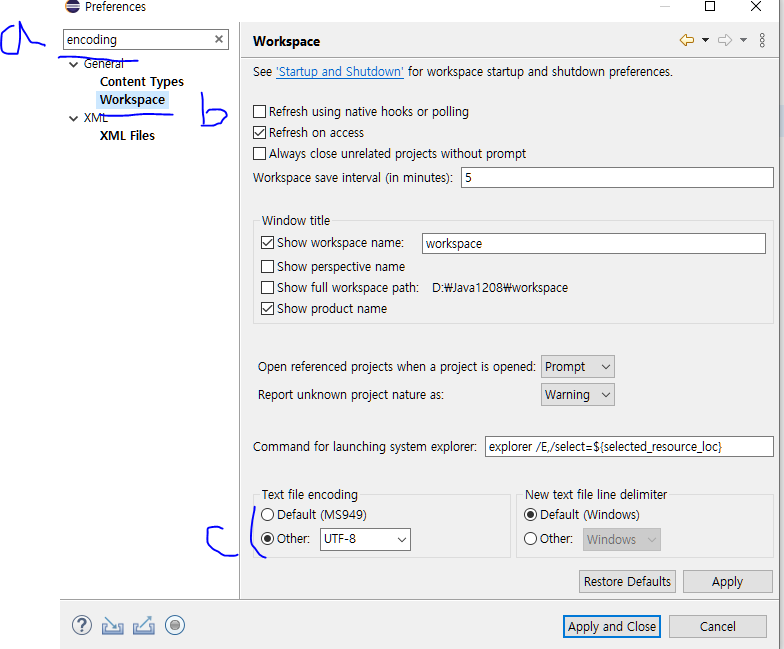 Preferences
a
encoding
General
Content Types
Workspace
b
XML
XML Files
Workspace
See 'Startup and Shutdown' for workspace startup and shutdown preferences.
Refresh using native hooks or polling
Refresh on access
Always close unrelated projects without prompt
Workspace save interval (in minutes): 5
Window title
Show workspace name: workspace
Show perspective name
Show full workspace path: D:₩Java1208₩workspace
Show product name
Open referenced projects when a project is opened: Prompt
Report unknown project nature as: Warning
Command for launching system explorer: explorer /E,/select=${selected_resource_loc}
c
Text file encoding
Default (MS949)
Other: UTF-8
New text file line delimiter
Default (Windows)
Other: Windows
Restore Defaults Apply
? Apply and Close Cancel